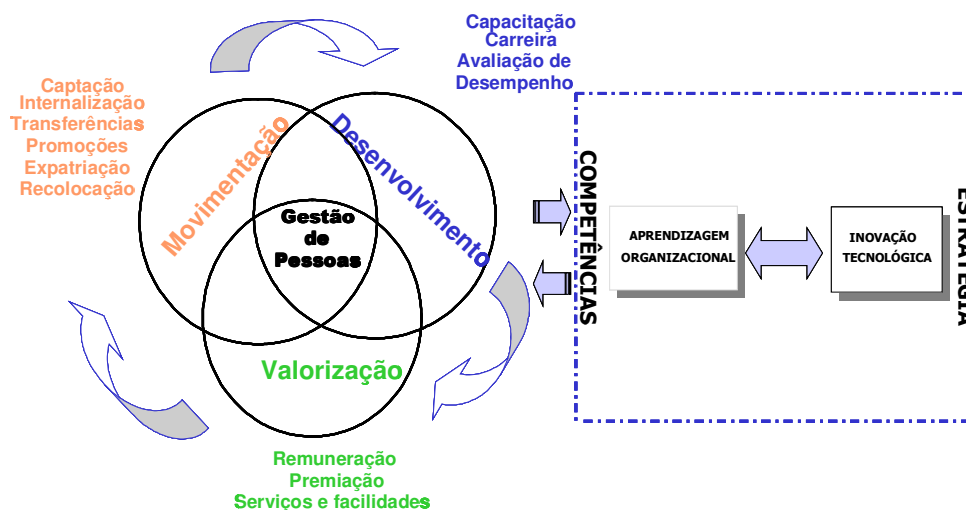 Capacitação
Carreira
Avaliação de
Desempenho
Captação
Internalização
Transferências
Promoções
Expatriação
Recolocação
Movimentação
Desenvolvimento
Gestão
de
Pessoas
Valorização
Remuneração
Premiação
Serviços e facilidades
COMPETÊNCIAS
APRENDIZAGEM
ORGANIZACIONAL
INOVAÇÃO
TECNOLÓGICA
ESTRATÉGIA